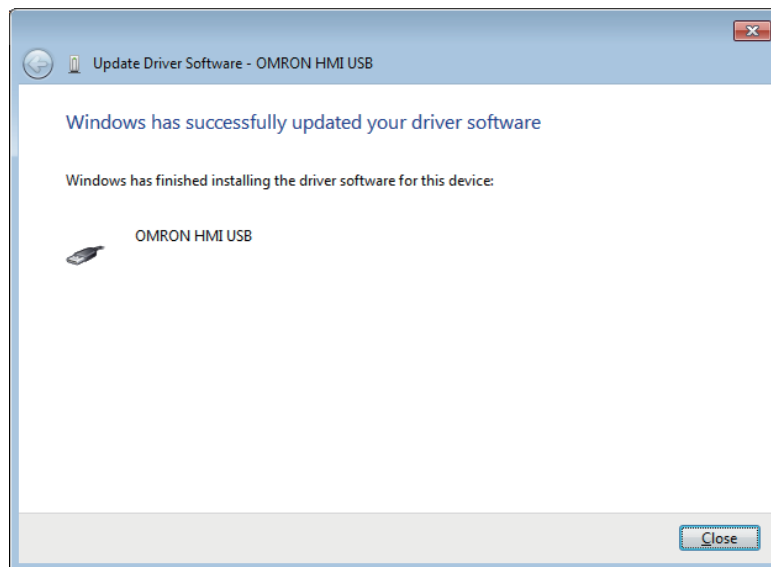 Update Driver Software - OMRON HMI USB
Windows has successfully updated your driver software
Windows has finished installing the driver software for this device:
OMRON HMI USB
Close